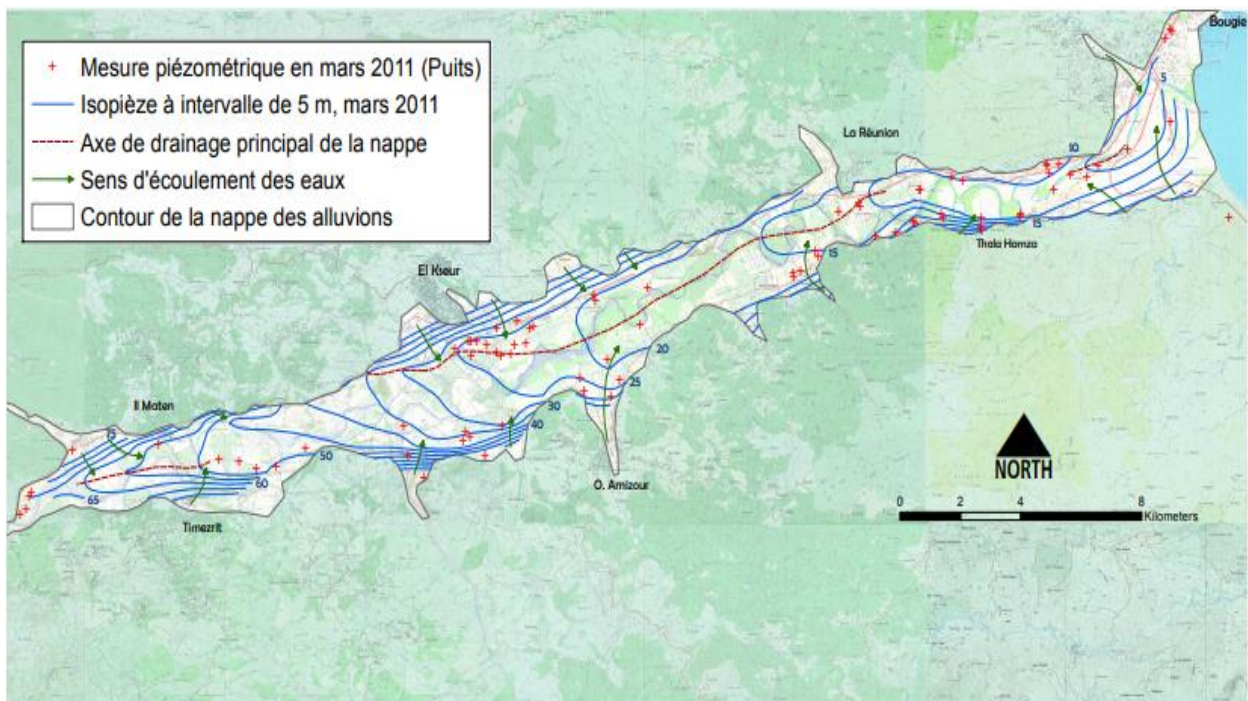 Bougie
Mesure piézométrique en mars 2011 (Puits)
Isopièze à intervalle de 5 m, mars 2011
Axe de drainage principal de la nappe
Sens d'écoulement des eaux
Contour de la nappe des alluvions
5
La Réunion
10
El Kseur
15
Thala Hamza
15
20
25
Il Maten
30
75
40
50
NORTH
60
O. Amizour
65
0 2 4 8
Kilometers
Timezrit